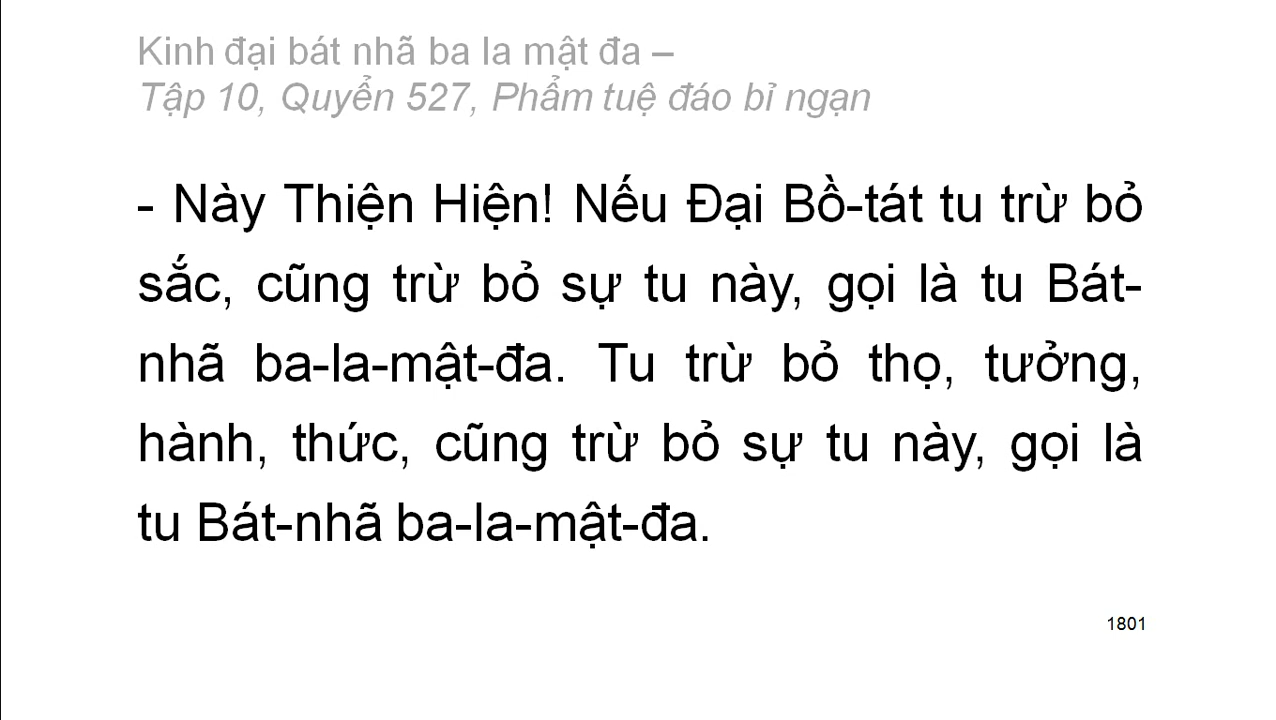 Kinh đại bát nhã ba la mật đa –
Tập 10, Quyển 527, Phẩm tuệ đáo bỉ ngạn
- Này Thiện Hiện! Nếu Đại Bồ-tát tu trừ bỏ
sắc, cũng trừ bỏ sự tu này, gọi là tu Bát-
nhã ba-la-mật-đa. Tu trừ bỏ thọ, tưởng,
hành, thức, cũng trừ bỏ sự tu này, gọi là
tu Bát-nhã ba-la-mật-đa.
1801